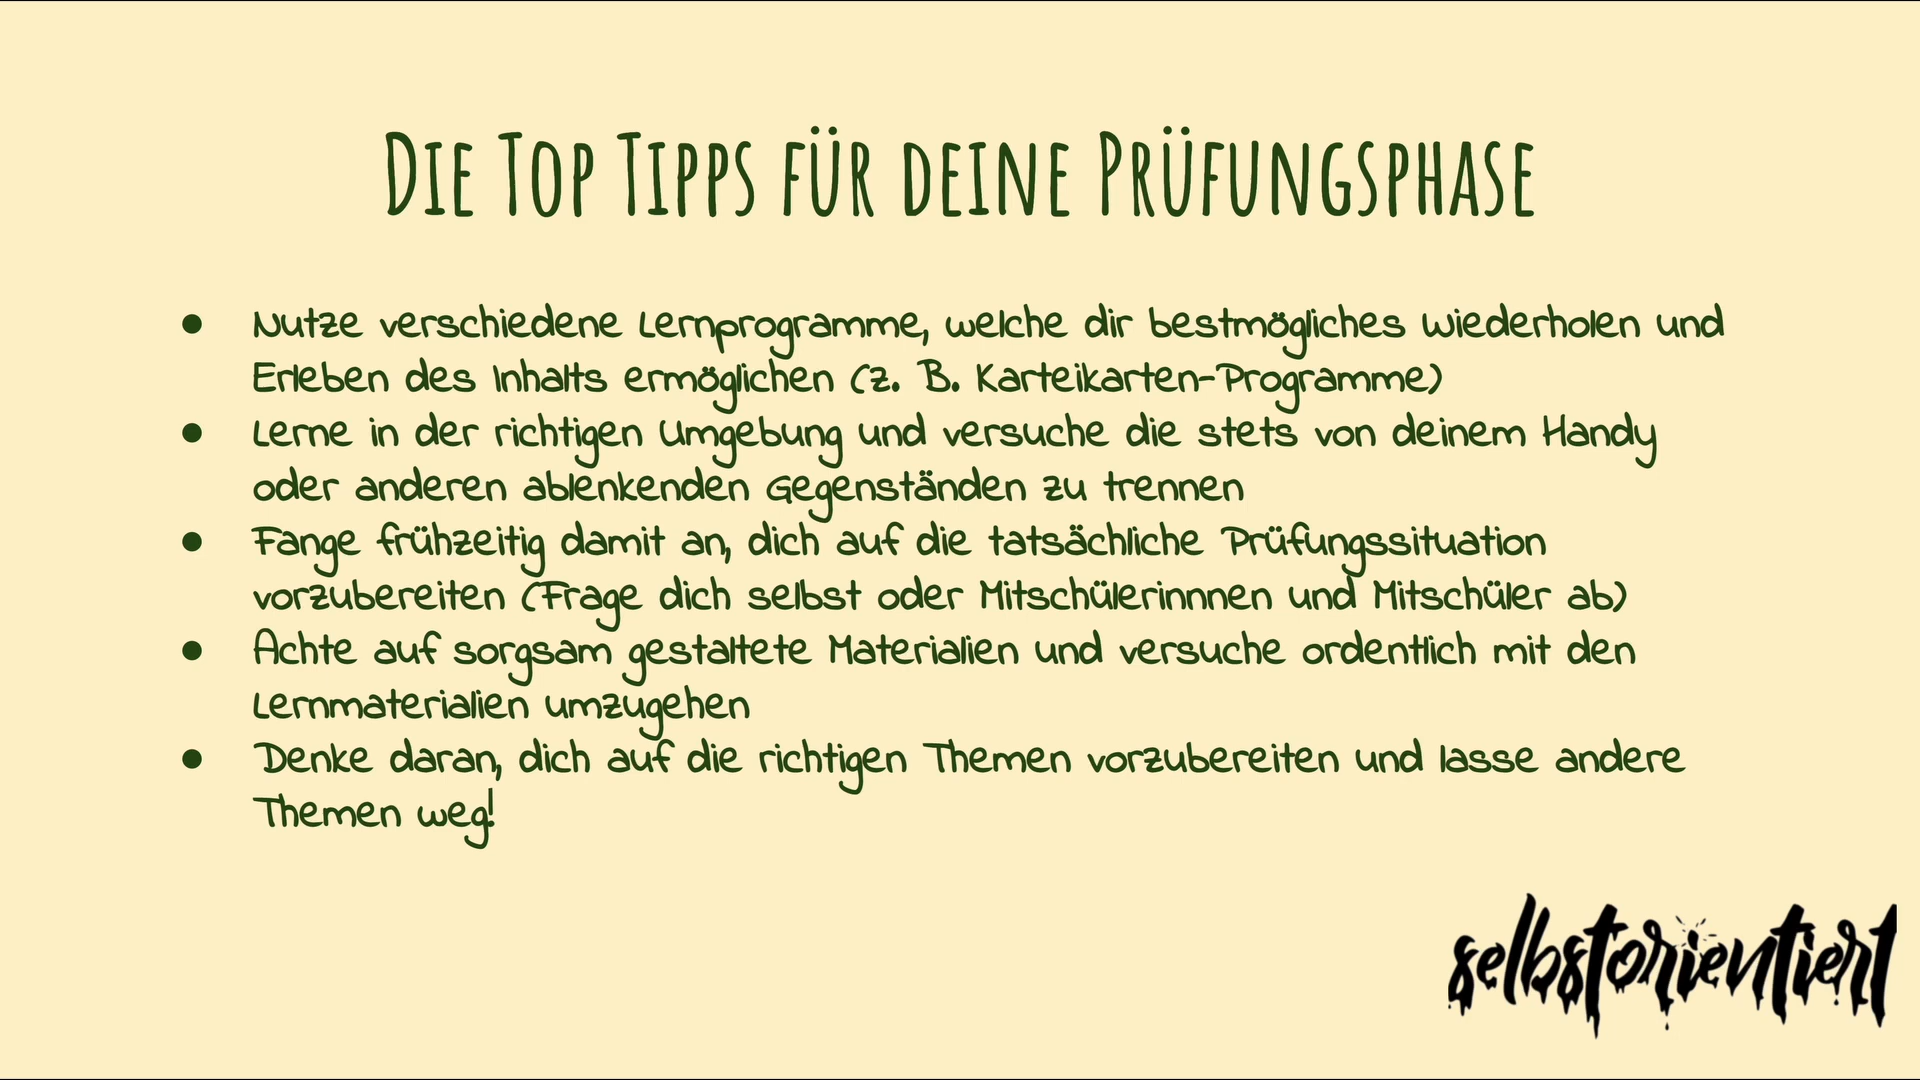 Die Top Tipps für deine Prüfungsphase
● Nutze verschiedene Lernprogramme, welche dir bestmögliches Wiederholen und
Erleben des Inhalts ermöglichen (z. B. Karteikarten-Programme)
● Lerne in der richtigen Umgebung und versuche die stets von deinem Handy
oder anderen ablenkenden Gegenständen zu trennen
● Fange frühzeitig damit an, dich auf die tatsächliche Prüfungssituation
vorzubereiten (Frage dich selbst oder Mitschülerinnnen und Mitschüler ab)
● Achte auf sorgsam gestaltete Materialien und versuche ordentlich mit den
Lernmaterialien umzugehen
● Denke daran, dich auf die richtigen Themen vorzubereiten und lasse andere
Themen weg!
selbstorientiert